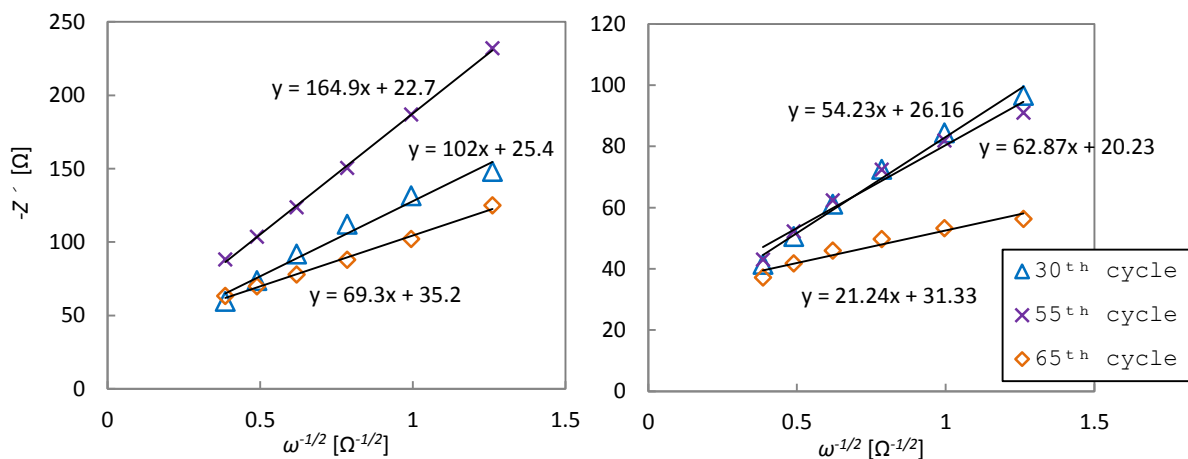 250
200
150
100
50
0
-Z ´ [Ω]
y = 164.9x + 22.7
y = 102x + 25.4
y = 69.3x + 35.2
0
0.5
1
1.5
ω-1/2 [Ω-1/2]
120
100
80
60
40
20
0
y = 54.23x + 26.16
y = 62.87x + 20.23
y = 21.24x + 31.33
30th cycle
55th cycle
65th cycle
0
0.5
1
1.5
ω-1/2 [Ω-1/2]